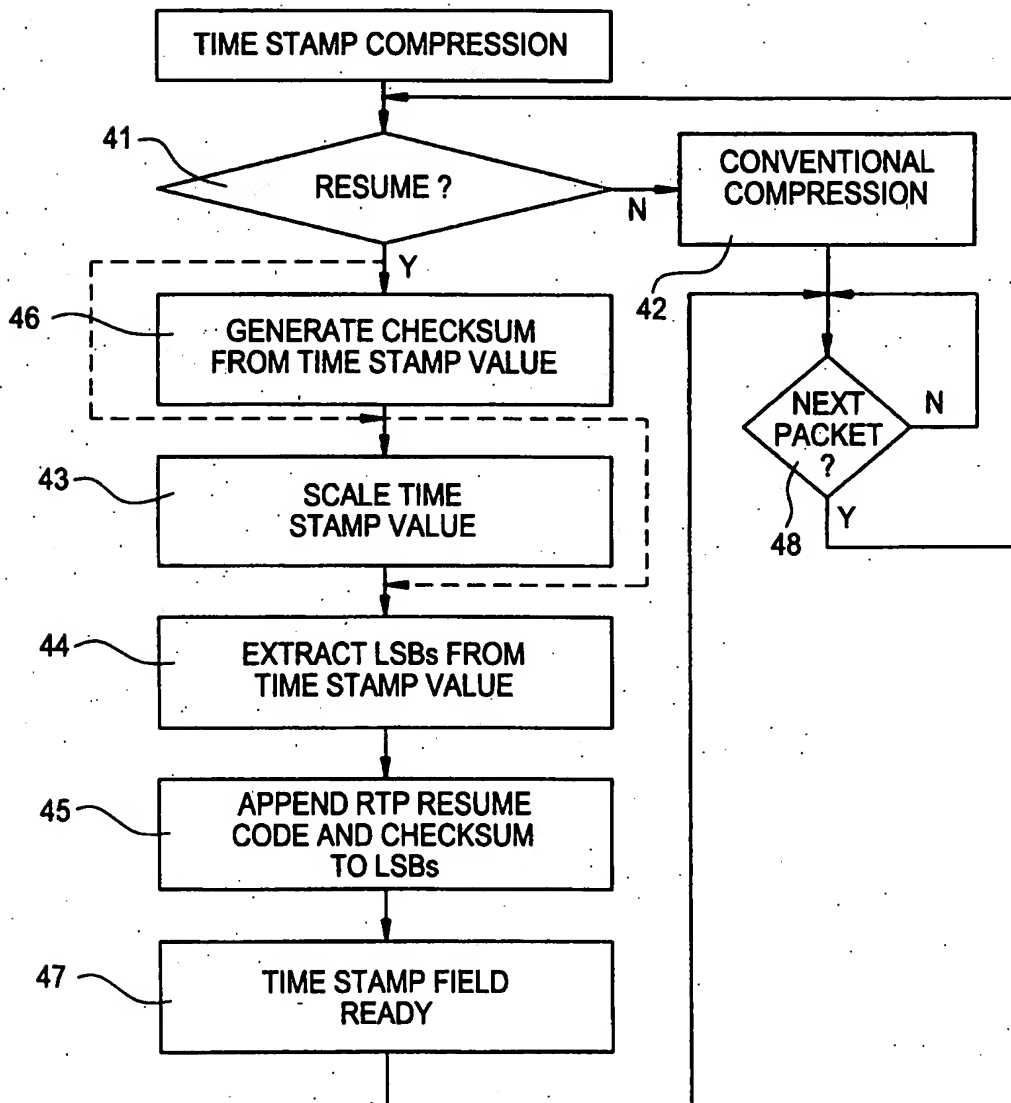 TIME STAMP COMPRESSION
41
RESUME ?
N
CONVENTIONAL
COMPRESSION
42
Y
46
GENERATE CHECKSUM
FROM TIME STAMP VALUE
NEXT
PACKET
?
N
Y
48
43
SCALE TIME
STAMP VALUE
44
EXTRACT LSBs FROM
TIME STAMP VALUE
45
APPEND RTP RESUME
CODE AND CHECKSUM
TO LSBs
47
TIME STAMP FIELD
READY